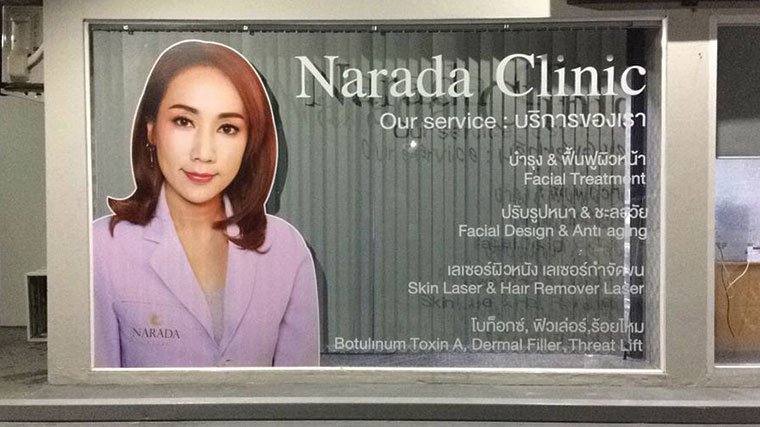 Narada Clinic
Our service : บริการของเรา
บำรุง & ฟื้นฟูผิวหน้า
Facial Treatment
ปรับรูปหน้า & ชะลอวัย
Facial Design & Anti aging
เลเซอร์ผิวหนัง เลเซอร์กำจัดขน
Skin Laser & Hair Remover Laser
โบท็อกซ์, ฟิวเล่อร์,ร้อยไหม
Botulinum Toxin A, Dermal Filler, Threat Lift
NARADA